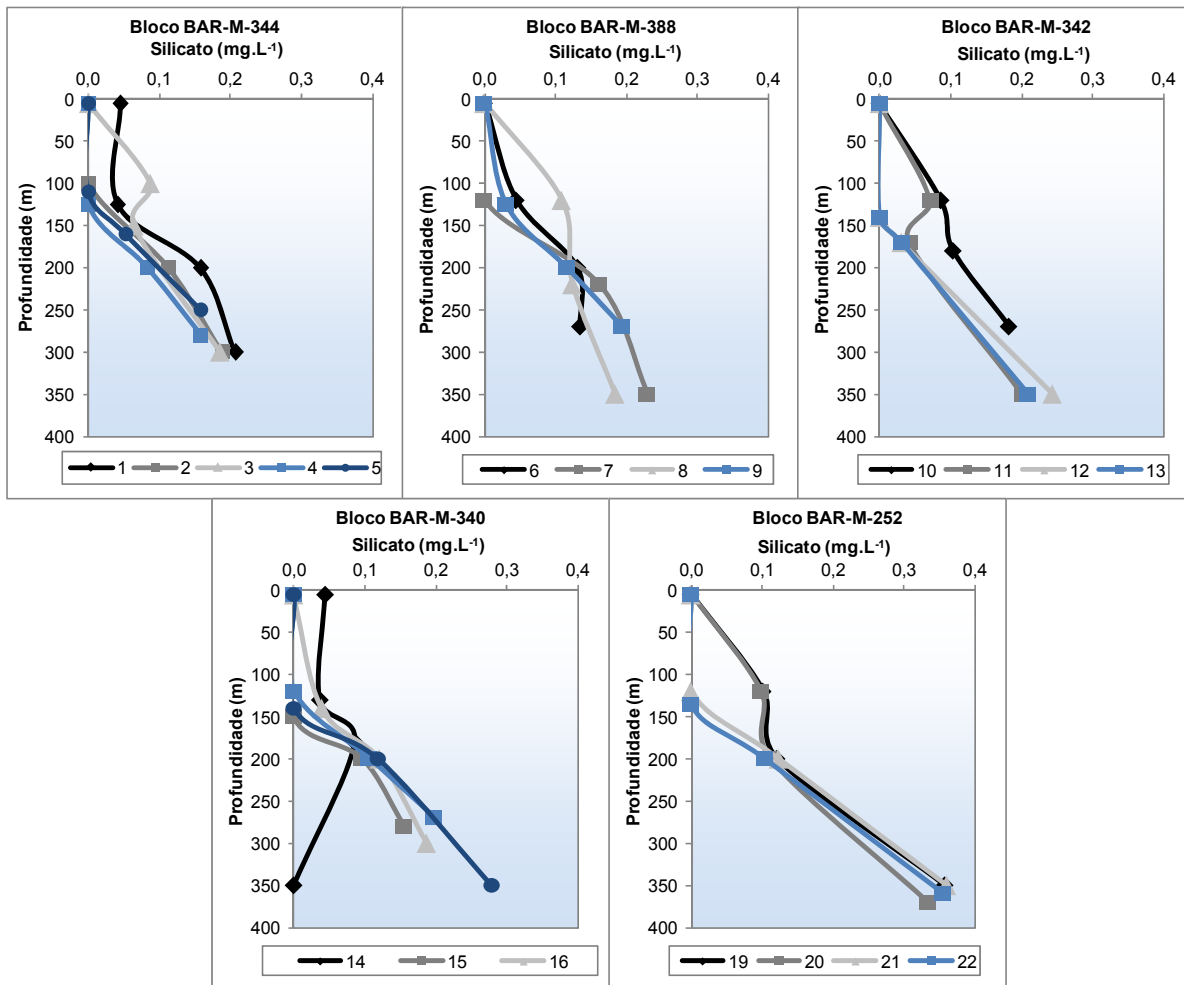 Bloco BAR-M-344
Silicato (mg.L-1)
0,0 0,1 0,2 0,3 0,4
0
50
100
150
200
250
300
350
400
Profundidade (m)
1 2 3 4 5
Bloco BAR-M-388
Silicato (mg.L-1)
0,0 0,1 0,2 0,3 0,4
0
50
100
150
200
250
300
350
400
Profundidade (m)
6 7 8 9
Bloco BAR-M-342
Silicato (mg.L-1)
0,0 0,1 0,2 0,3 0,4
0
50
100
150
200
250
300
350
400
Profundidade (m)
10 11 12 13
Bloco BAR-M-340
Silicato (mg.L-1)
0,0 0,1 0,2 0,3 0,4
0
50
100
150
200
250
300
350
400
Profundidade (m)
14 15 16
Bloco BAR-M-252
Silicato (mg.L-1)
0,0 0,1 0,2 0,3 0,4
0
50
100
150
200
250
300
350
400
Profundidade (m)
19 20 21 22